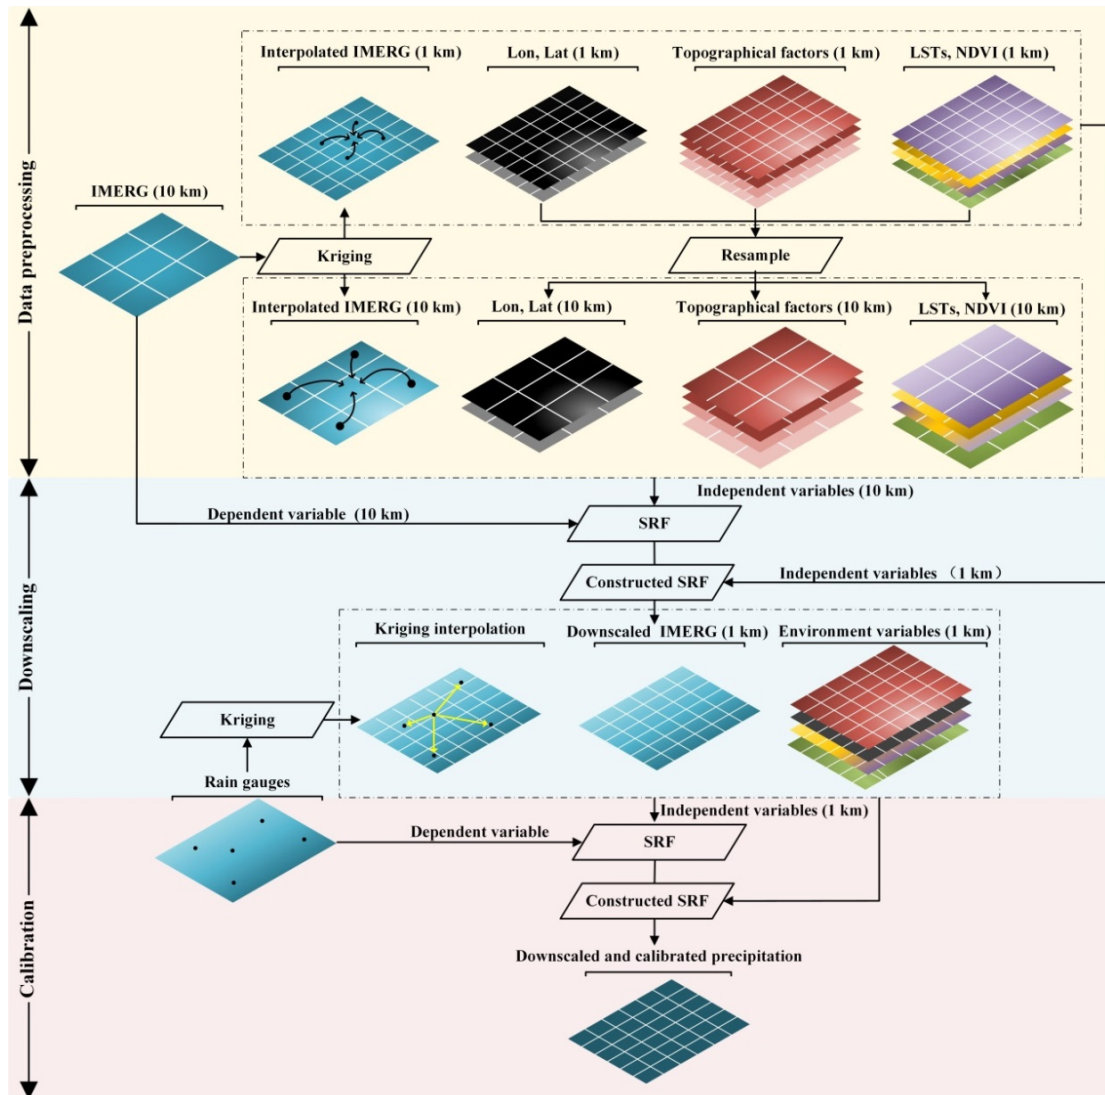 Data preprocessing
Interpolated IMERG (1 km)
Lon, Lat (1 km)
Topographical factors (1 km)
LSTs, NDVI (1 km)
IMERG (10 km)
Kriging
Resample
Interpolated IMERG (10 km)
Lon, Lat (10 km)
Topographical factors (10 km)
LSTs, NDVI (10 km)
Downscaling
Independent variables (10 km)
Dependent variable (10 km)
SRF
Constructed SRF
Independent variables （1 km）
Kriging interpolation
Downscaled IMERG (1 km)
Environment variables (1 km)
Kriging
Rain gauges
Calibration
Independent variables (1 km)
Dependent variable
SRF
Constructed SRF
Downscaled and calibrated precipitation